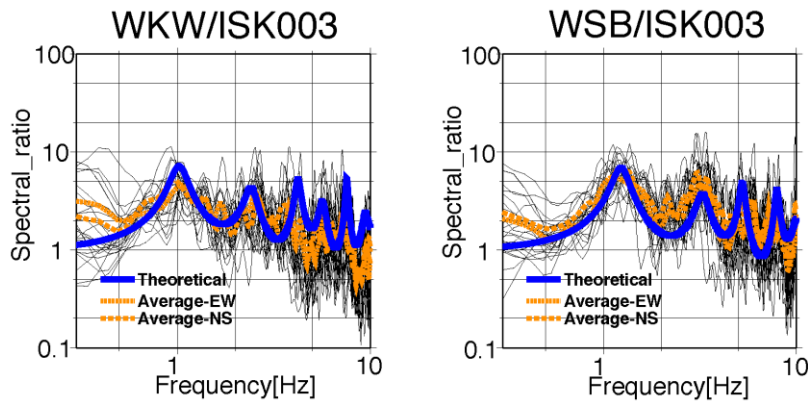 WKW/ISK003
Spectral_ratio
100
10
1
0.1
Theoretical
Average-EW
Average-NS
1
10
Frequency[Hz]
WSB/ISK003
Spectral_ratio
100
10
1
0.1
Theoretical
Average-EW
Average-NS
1
10
Frequency[Hz]